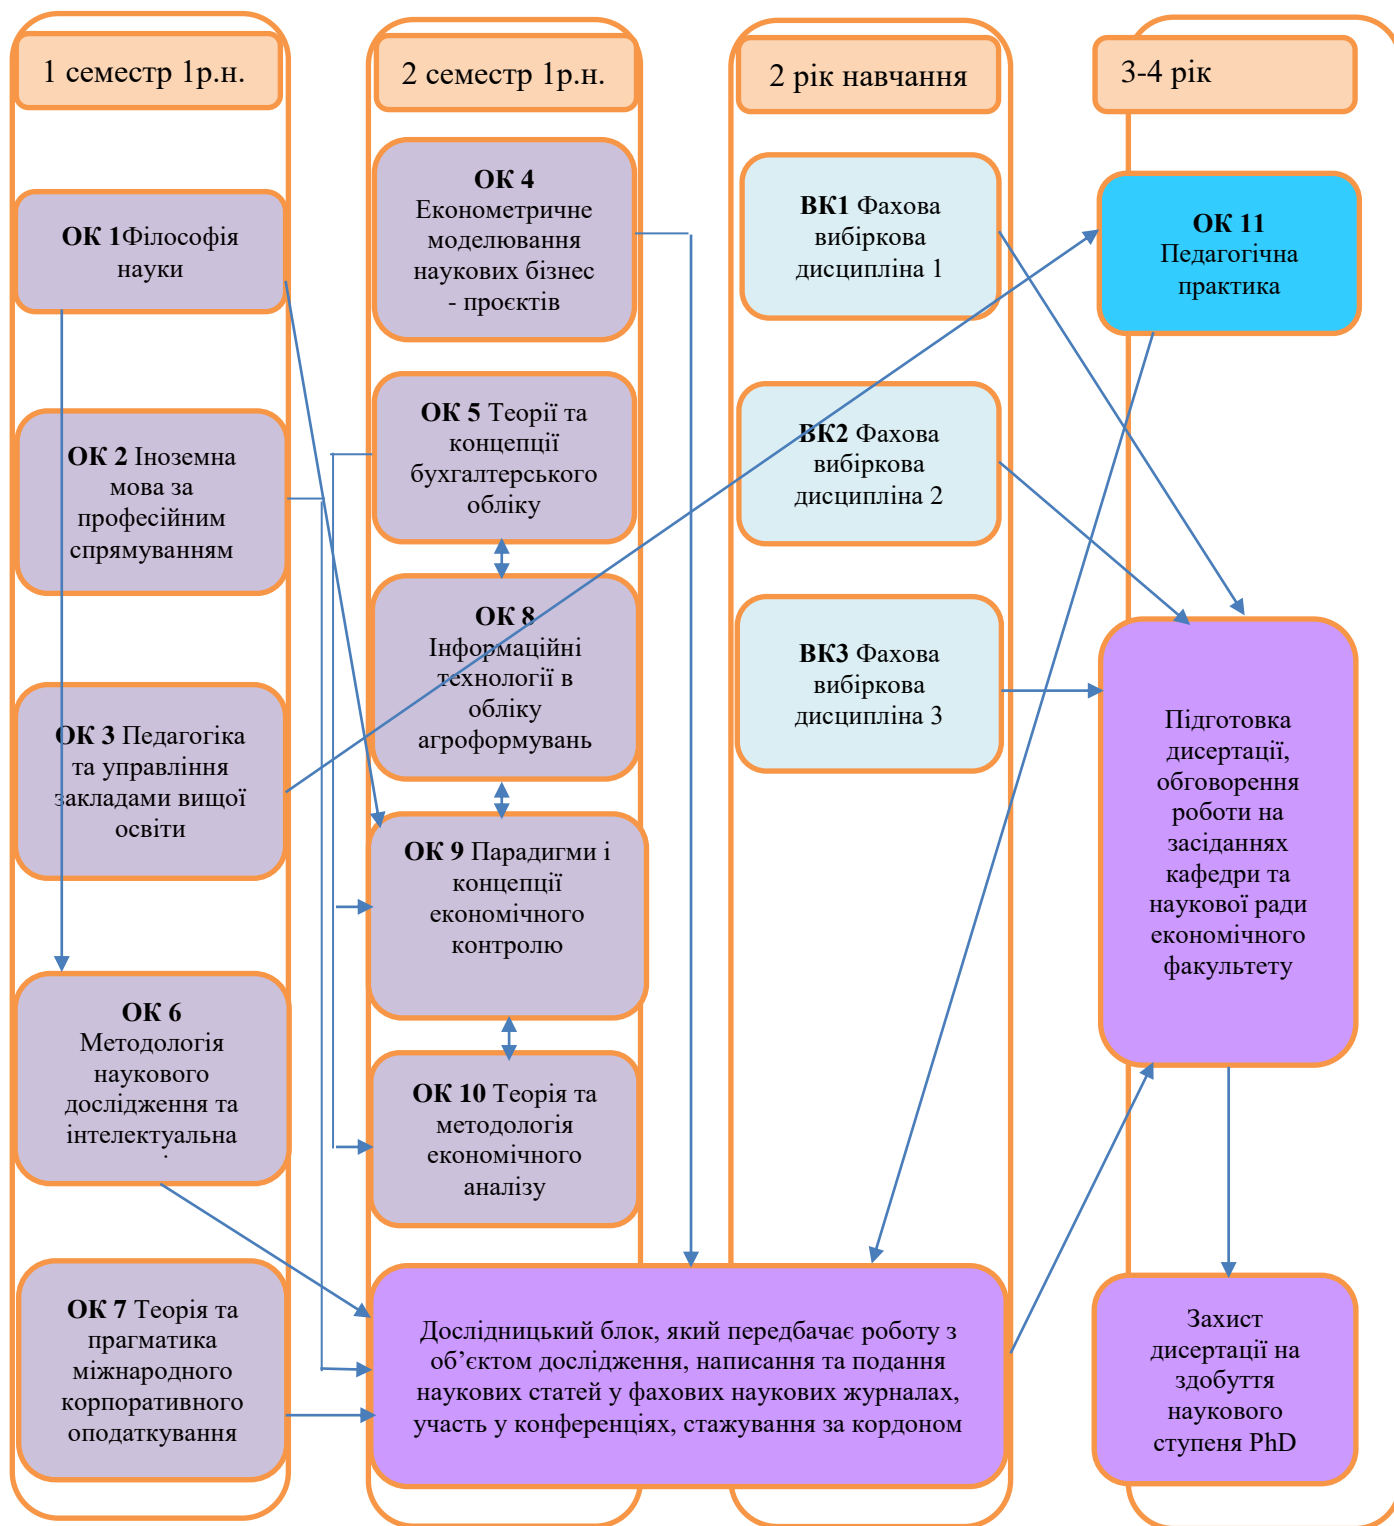 1 семестр 1р.н.
ОК 1Філософія
науки
ОК 2 Іноземна
мова за
професійним
спрямуванням
ОК 3 Педагогіка
та управління
закладами вищої
освіти
ОК 6
Методологія
наукового
дослідження та
інтелектуальна
ОК 7 Теорія та
прагматика
міжнародного
корпоративного
оподаткування
2 семестр 1р.н.
ОК 4
Економетричне
моделювання
наукових бізнес
- проєктів
ОК 5 Теорії та
концепції
бухгалтерського
обліку
ОК 8
Інформаційні
технології в
обліку
агроформувань
ОК 9 Парадигми і
концепції
економічного
контролю
ОК 10 Теорія та
методологія
економічного
аналізу
Дослідницький блок, який передбачає роботу з
об’єктом дослідження, написання та подання
наукових статей у фахових наукових журналах,
участь у конференціях, стажування за кордоном
2 рік навчання
ВК1 Фахова
вибіркова
дисципліна 1
ВК2 Фахова
вибіркова
дисципліна 2
ВК3 Фахова
вибіркова
дисципліна 3
3-4 рік
ОК 11
Педагогічна
практика
Підготовка
дисертації,
обговорення
роботи на
засіданнях
кафедри та
наукової ради
економічного
факультету
Захист
дисертації на
здобуття
наукового
ступеня PhD